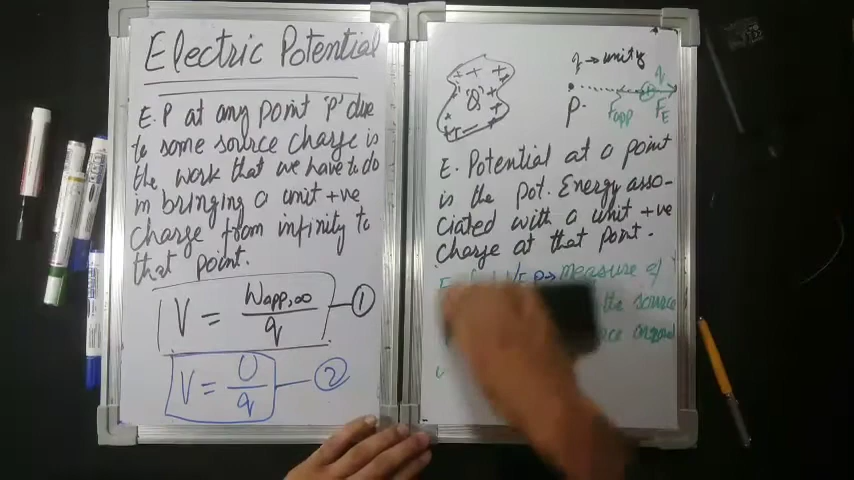 Electric Potential
E.P at any point 'P' due
to some source charge is
the work that we have to do
in bringing a unit +ve
charge from infinity to
that point.
V = Wapp,∞ / q — ①
V = U / q — ②
q → unity
q
"Q"
P.
Fapp
FE
E. Potential at a point
is the pot. Energy asso-
ciated with a unit +ve
charge at that point.
E.P → measure of
the source